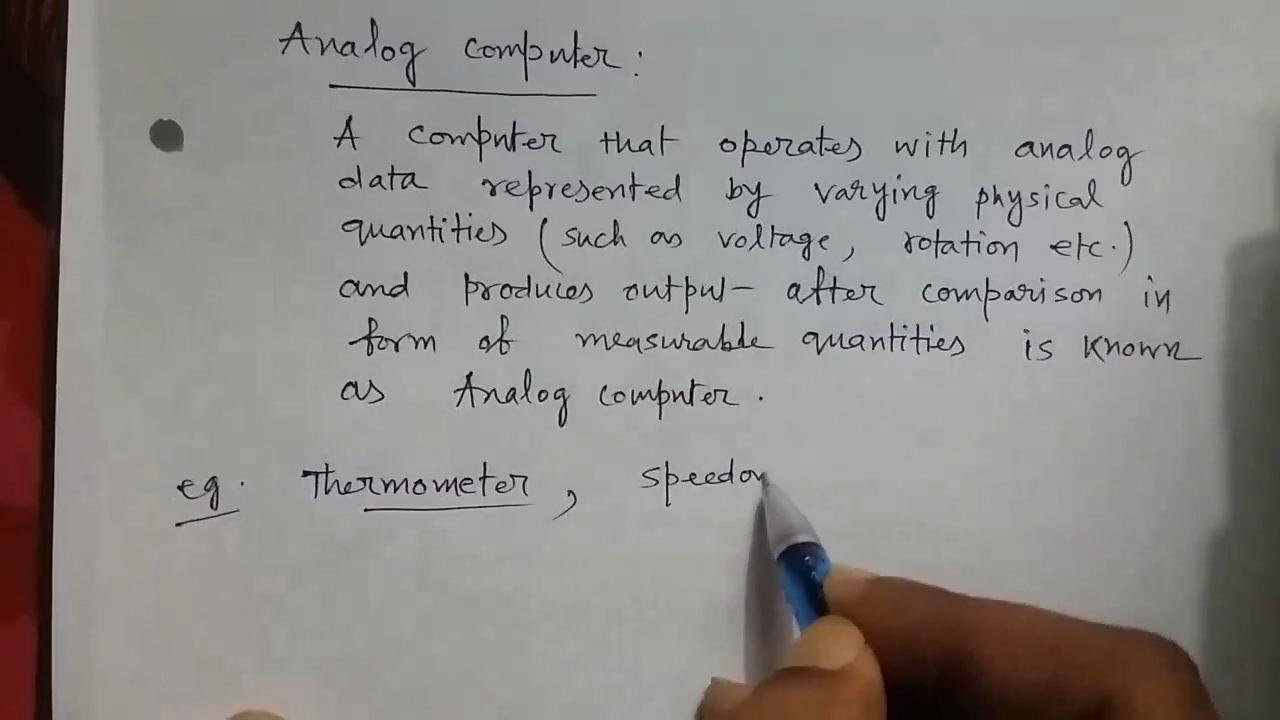 Analog computer:
A computer that operates with analog
data represented by varying physical
quantities (such as voltage, rotation etc.)
and produces output after comparison in
form of measurable quantities is known
as Analog computer.
eg. Thermometer, speedo